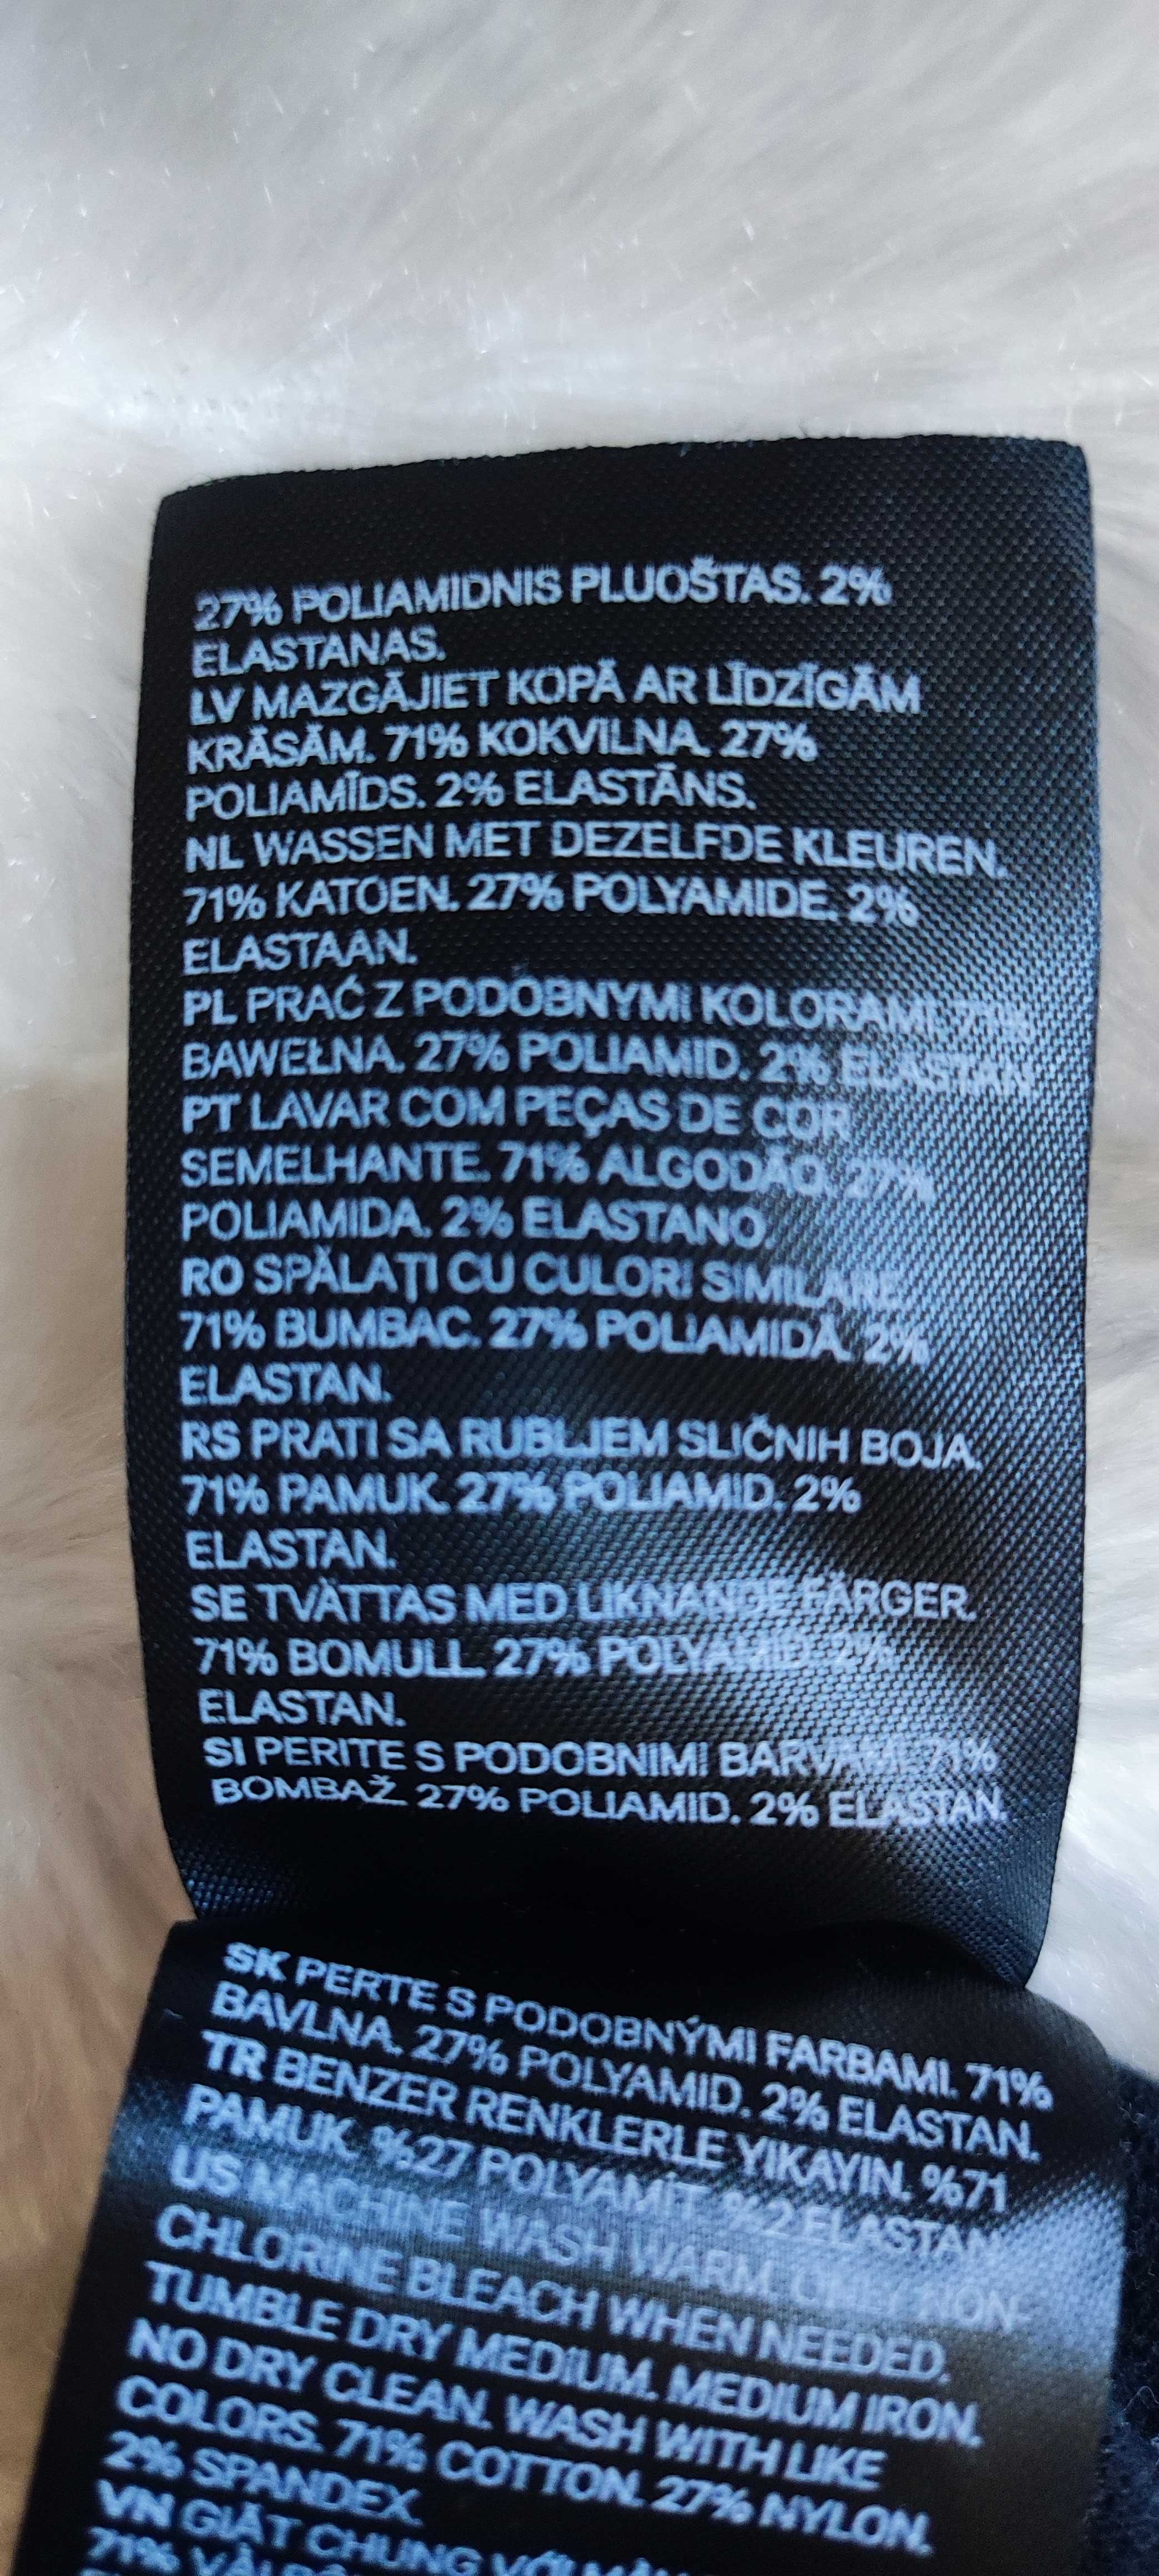 27% POLIAMIDNIS PLUOŠTAS. 2%
ELASTANAS.
LV MAZGĀJIET KOPĀ AR LĪDZĪGĀM
KRĀSĀM. 71% KOKVILNA. 27%
POLIAMĪDS. 2% ELASTĀNS.
NL WASSEN MET DEZELFDE KLEUREN.
71% KATOEN. 27% POLYAMIDE. 2%
ELASTAAN.
PL PRAĆ Z PODOBNYMI KOLORAMI. 71%
BAWEŁNA. 27% POLIAMID. 2% ELASTAN.
PT LAVAR COM PEÇAS DE COR
SEMELHANTE. 71% ALGODÃO. 27%
POLIAMIDA. 2% ELASTANO.
RO SPĂLAȚI CU CULORI SIMILARE.
71% BUMBAC. 27% POLIAMIDĂ. 2%
ELASTAN.
RS PRATI SA RUBLJEM SLIČNIH BOJA.
71% PAMUK. 27% POLIAMID. 2%
ELASTAN.
SE TVÄTTAS MED LIKNANDE FÄRGER.
71% BOMULL. 27% POLYAMID. 2%
ELASTAN.
SI PERITE S PODOBNIMI BARVAMI. 71%
BOMBAŽ. 27% POLIAMID. 2% ELASTAN.
SK PERTE S PODOBNÝMI FARBAMI. 71%
BAVLNA. 27% POLYAMID. 2% ELASTAN.
TR BENZER RENKLERLE YIKAYIN. %71
PAMUK. %27 POLYAMİT. %2 ELASTAN.
US MACHINE WASH WARM. ONLY NON-
CHLORINE BLEACH WHEN NEEDED.
TUMBLE DRY MEDIUM. MEDIUM IRON.
NO DRY CLEAN. WASH WITH LIKE
COLORS. 71% COTTON. 27% NYLON.
2% SPANDEX.
VN GIẶT CHUNG VỚI
71% VẢI